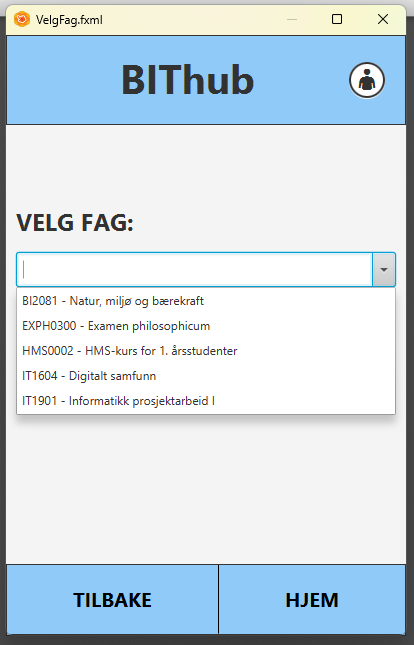 VelgFag.fxml
BIThub
VELG FAG:
BI2081 - Natur, miljø og bærekraft
EXPH0300 - Examen philosophicum
HMS0002 - HMS-kurs for 1. årsstudenter
IT1604 - Digitalt samfunn
IT1901 - Informatikk prosjektarbeid I
TILBAKE
HJEM